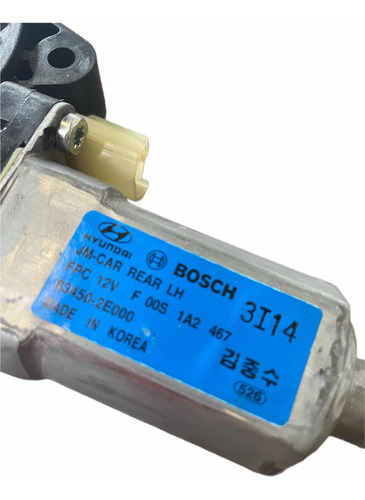 HYUNDAI BOSCH 3I14
JM-CAR REAR LH
FPC 12V F 00S 1A2 467
83450-2E000
MADE IN KOREA
김종수
526